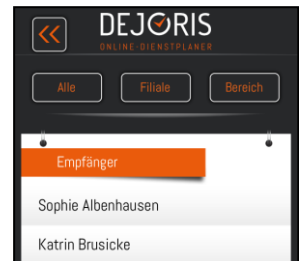 DEJORIS
ONLINE-DIENSTPLANER
Alle Filiale Bereich
Empfänger
Sophie Albenhausen
Katrin Brusicke